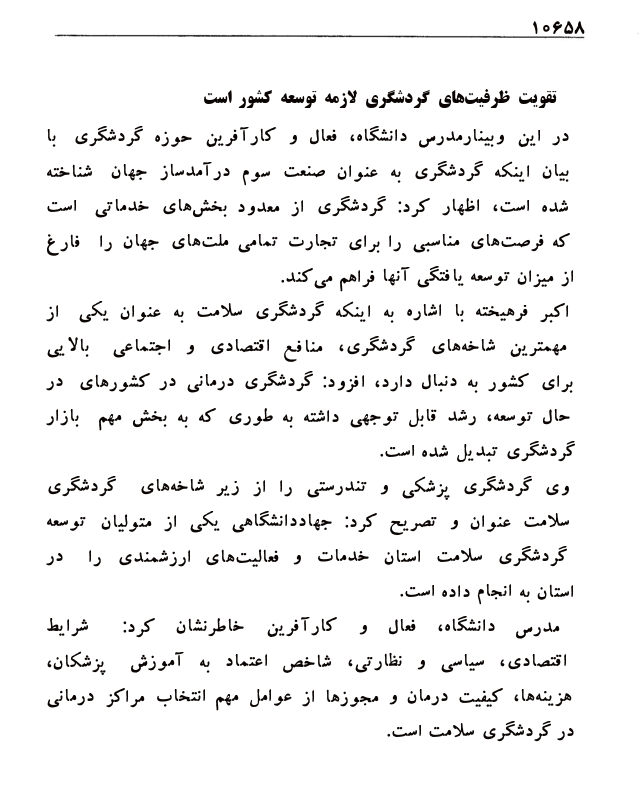 ۱۰۶۵۸
تقویت ظرفیت‌های گردشگری لازمه توسعه کشور است
در این وبینارمدرس دانشگاه، فعال و کارآفرین حوزه گردشگری با
بیان اینکه گردشگری به عنوان صنعت سوم درآمدساز جهان شناخته
شده است، اظهار کرد: گردشگری از معدود بخش‌های خدماتی است
که فرصت‌های مناسبی را برای تجارت تمامی ملت‌های جهان را فارغ
از میزان توسعه یافتگی آنها فراهم می‌کند.
اکبر فرهیخته با اشاره به اینکه گردشگری سلامت به عنوان یکی از
مهمترین شاخه‌های گردشگری، منافع اقتصادی و اجتماعی بالایی
برای کشور به دنبال دارد، افزود: گردشگری درمانی در کشورهای در
حال توسعه، رشد قابل توجهی داشته به طوری که به بخش مهم بازار
گردشگری تبدیل شده است.
وی گردشگری پزشکی و تندرستی را از زیر شاخه‌های گردشگری
سلامت عنوان و تصریح کرد: جهاددانشگاهی یکی از متولیان توسعه
گردشگری سلامت استان خدمات و فعالیت‌های ارزشمندی را در
استان به انجام داده است.
مدرس دانشگاه، فعال و کارآفرین خاطرنشان کرد: شرایط
اقتصادی، سیاسی و نظارتی، شاخص اعتماد به آموزش پزشکان،
هزینه‌ها، کیفیت درمان و مجوزها از عوامل مهم انتخاب مراکز درمانی
در گردشگری سلامت است.